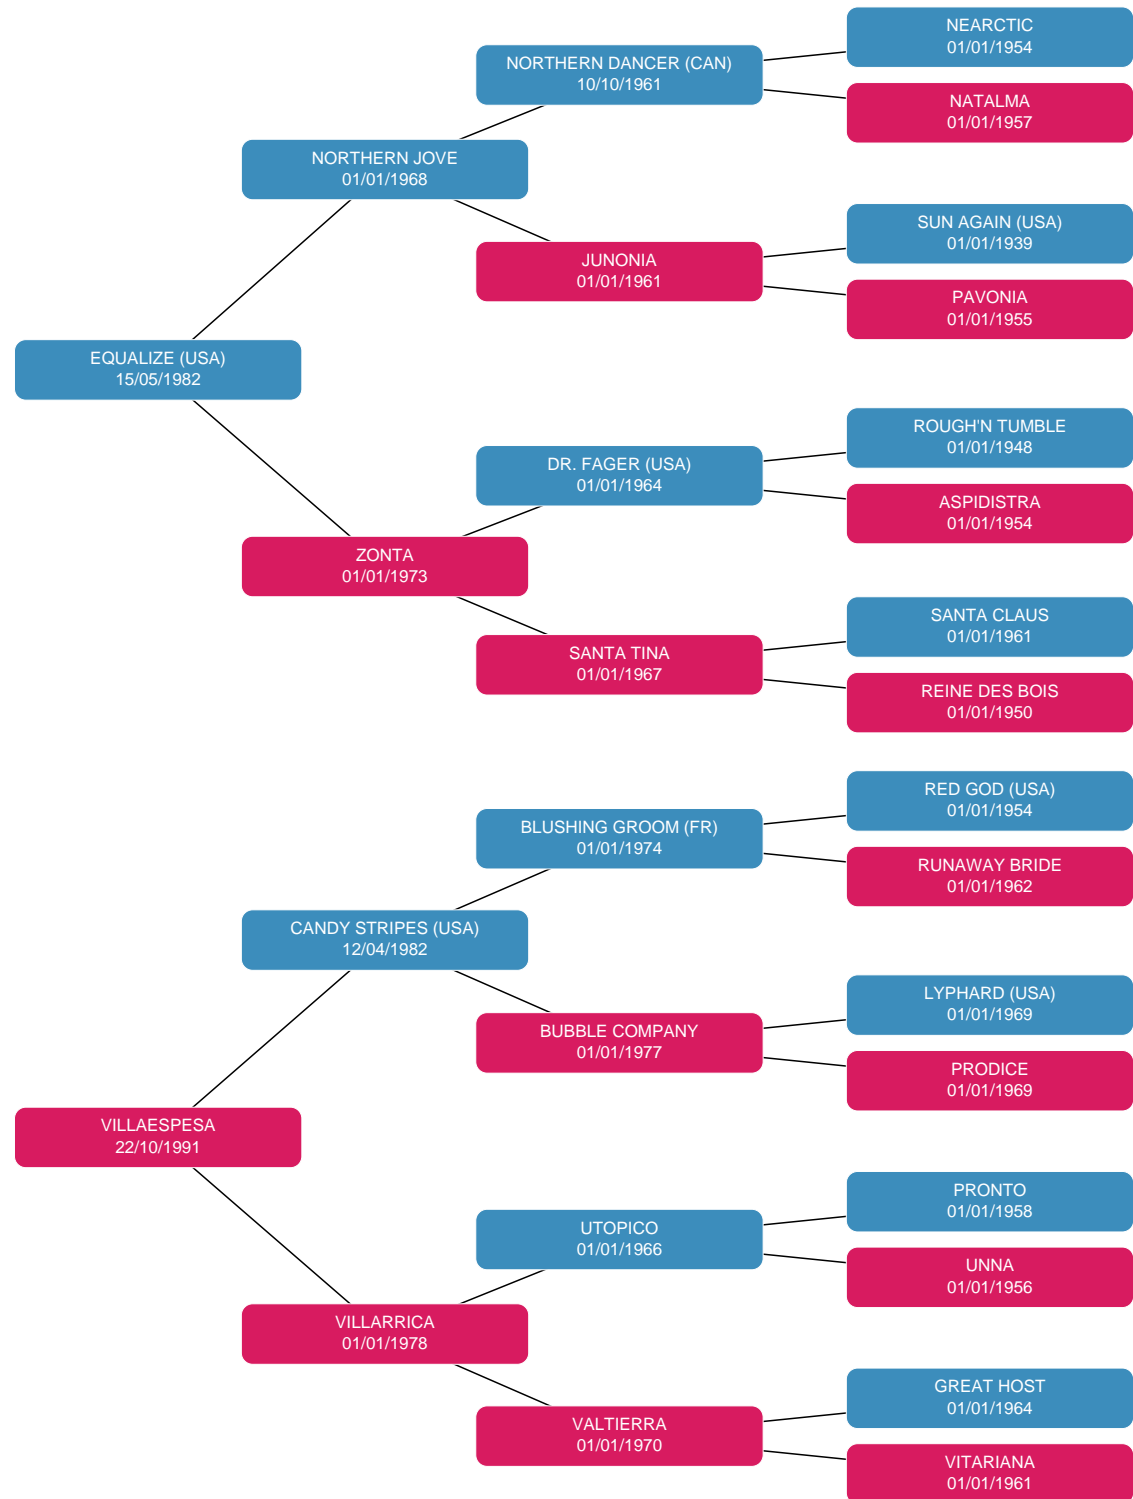 NEARCTIC
01/01/1954
NORTHERN DANCER (CAN)
10/10/1961
NATALMA
01/01/1957
NORTHERN JOVE
01/01/1968
SUN AGAIN (USA)
01/01/1939
JUNONIA
01/01/1961
PAVONIA
01/01/1955
EQUALIZE (USA)
15/05/1982
ROUGH'N TUMBLE
01/01/1948
DR. FAGER (USA)
01/01/1964
ASPIDISTRA
01/01/1954
ZONTA
01/01/1973
SANTA CLAUS
01/01/1961
SANTA TINA
01/01/1967
REINE DES BOIS
01/01/1950
RED GOD (USA)
01/01/1954
BLUSHING GROOM (FR)
01/01/1974
RUNAWAY BRIDE
01/01/1962
CANDY STRIPES (USA)
12/04/1982
LYPHARD (USA)
01/01/1969
BUBBLE COMPANY
01/01/1977
PRODICE
01/01/1969
VILLAESPESA
22/10/1991
PRONTO
01/01/1958
UTOPICO
01/01/1966
UNNA
01/01/1956
VILLARRICA
01/01/1978
GREAT HOST
01/01/1964
VALTIERRA
01/01/1970
VITARIANA
01/01/1961